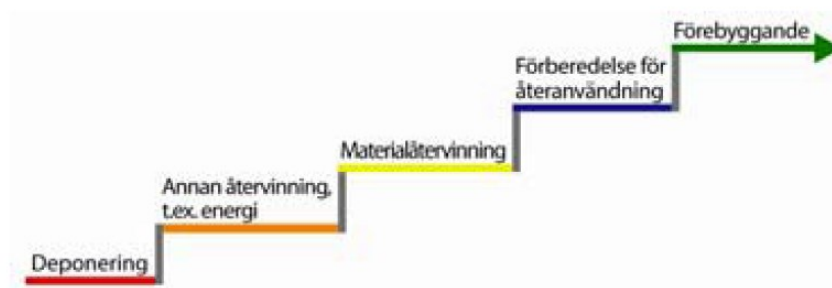 Förebyggande
Förberedelse för
återanvändning
Materialåtervinning
Annan återvinning,
t.ex. energi
Deponering